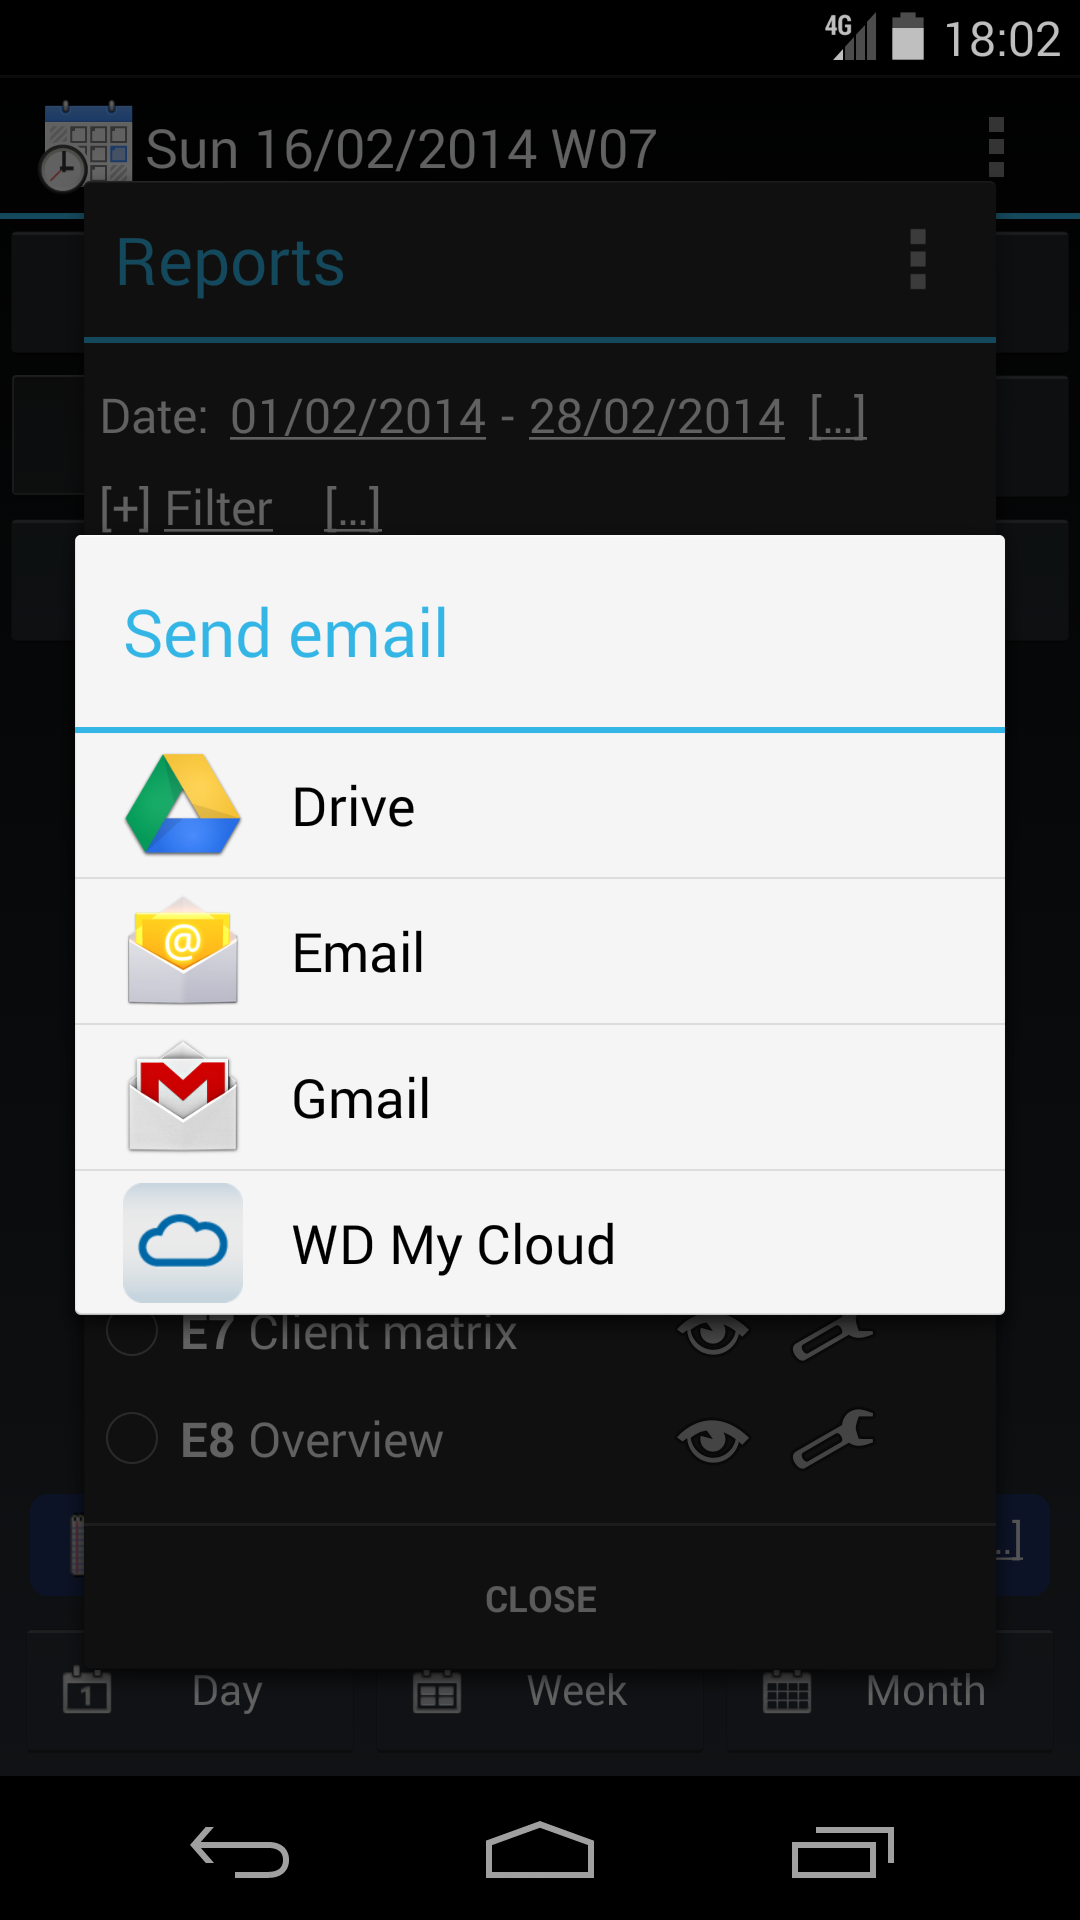 4G 18:02
Sun 16/02/2014 W07
Reports
Date: 01/02/2014 - 28/02/2014 [...]
[+] Filter [...]
Send email
Drive
@
Email
Gmail
WD My Cloud
E7 Client matrix
E8 Overview
..]
CLOSE
1 Day Week Month